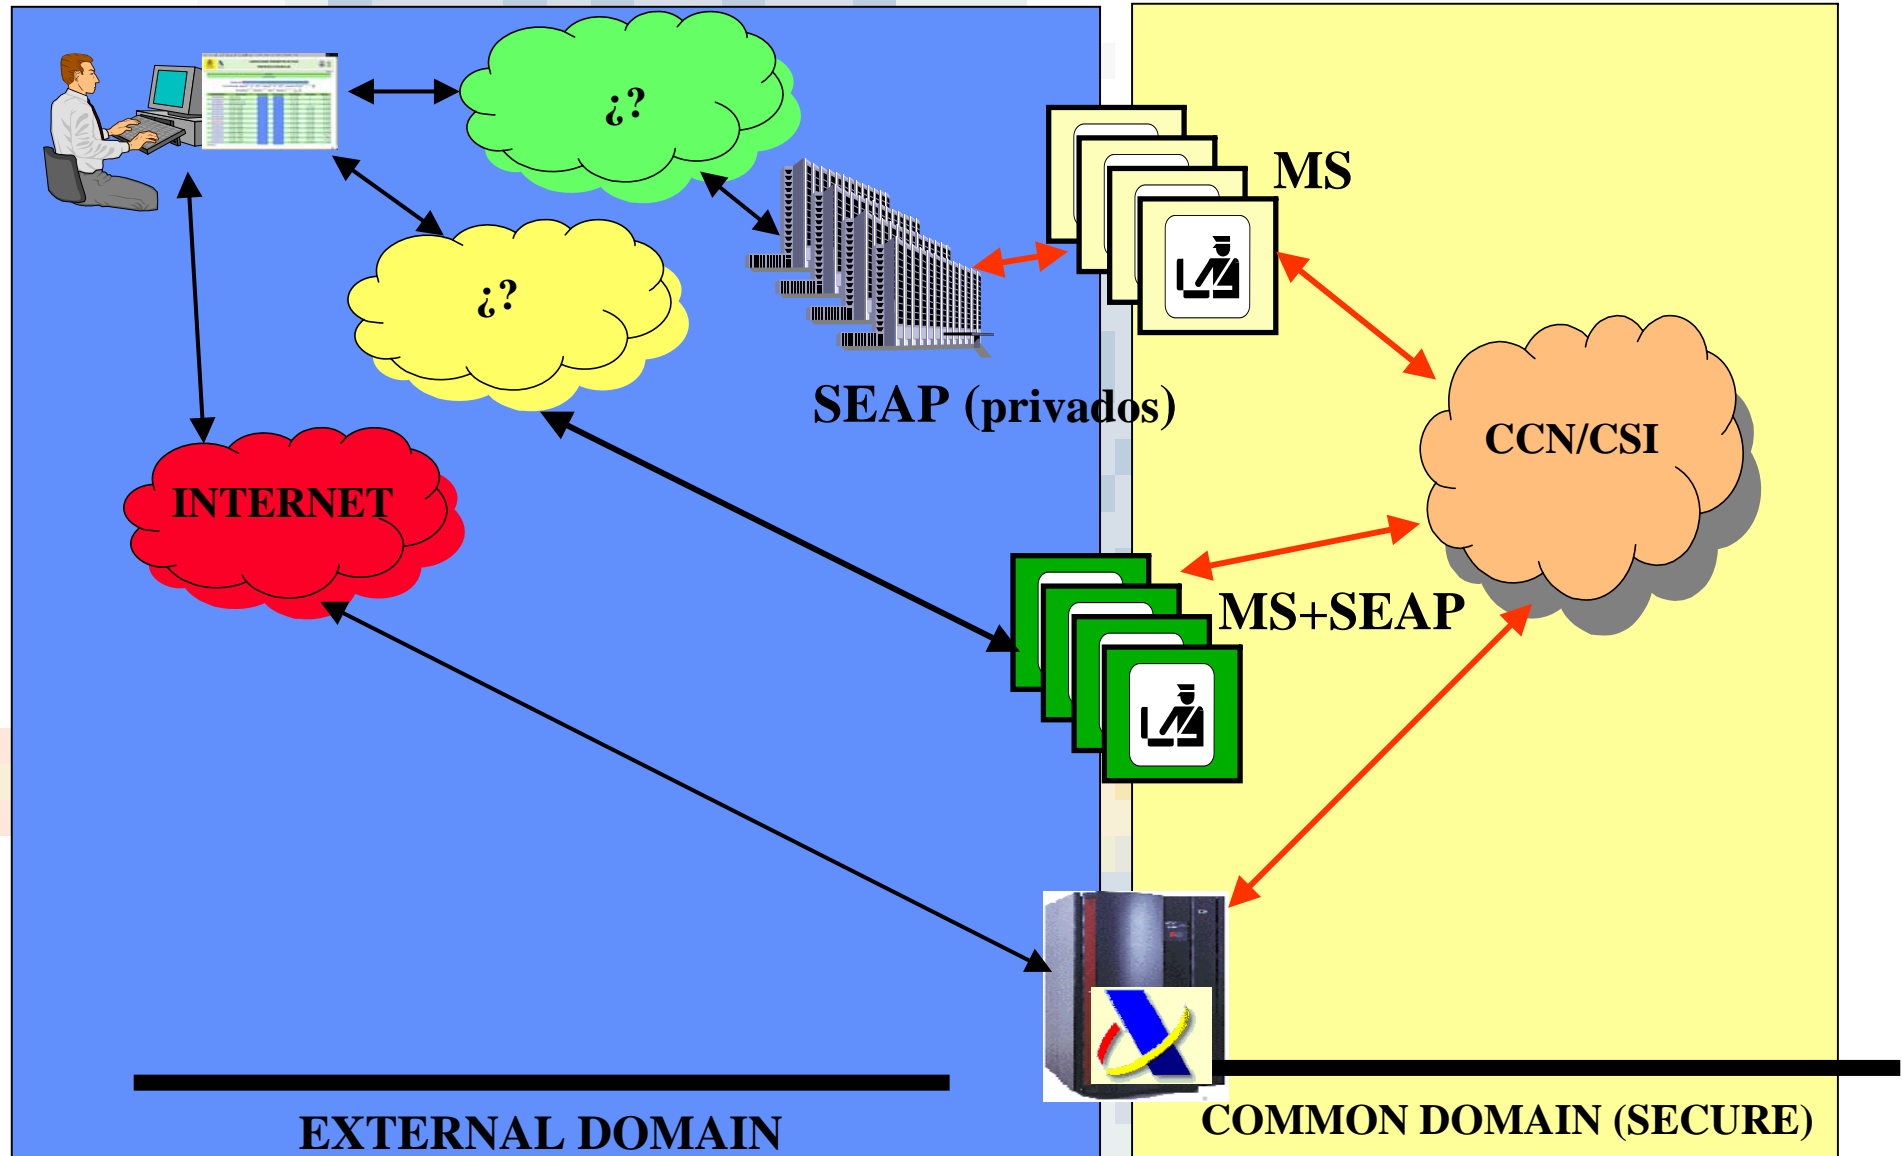 ¿?
MS
¿?
SEAP (privados)
CCN/CSI
INTERNET
MS+SEAP
EXTERNAL DOMAIN
COMMON DOMAIN (SECURE)